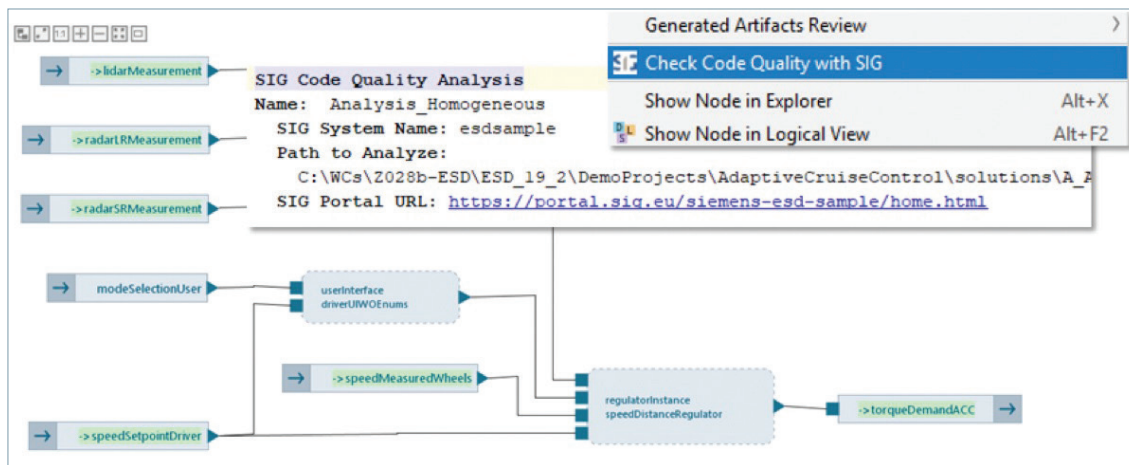 1:1
->lidarMeasurement
->radarLRMeasurement
->radarSRMeasurement
SIG Code Quality Analysis
Name: Analysis_Homogeneous
SIG System Name: esdsample
Path to Analyze:
C:\WCs\Z028b-ESD\ESD_19_2\DemoProjects\AdaptiveCruiseControl\solutions\A_A
SIG Portal URL: https://portal.sig.eu/siemens-esd-sample/home.html
Generated Artifacts Review
SIG Check Code Quality with SIG
Show Node in Explorer Alt+X
Show Node in Logical View Alt+F2
modeSelectionUser
userInterface
driverUIWOEnums
->speedMeasuredWheels
regulatorInstance
speedDistanceRegulator
->torqueDemandACC
->speedSetpointDriver